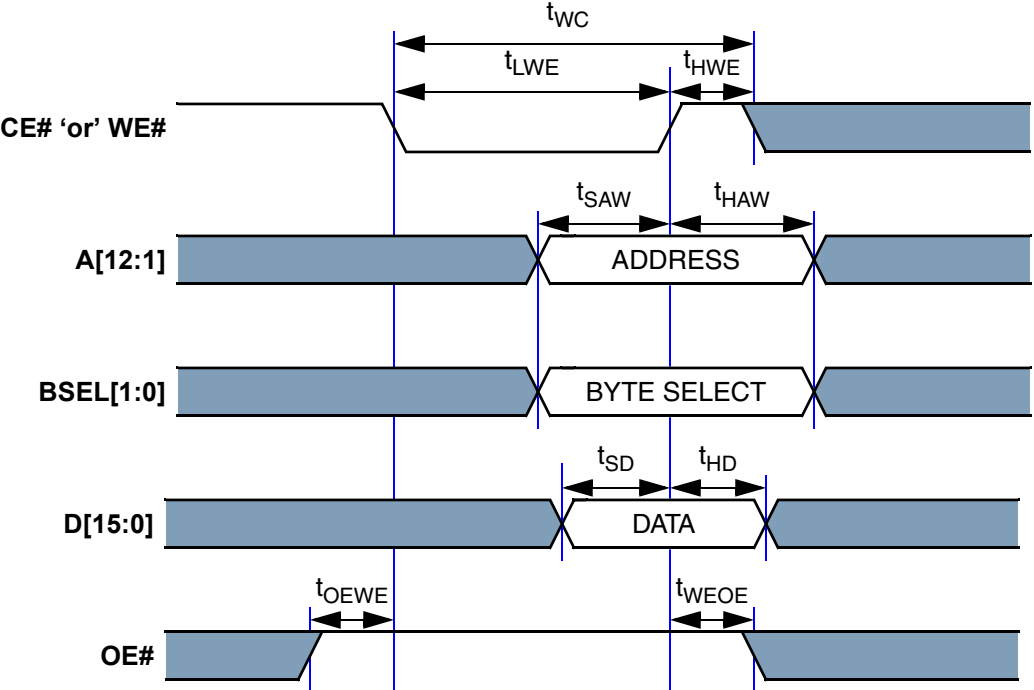 tWC
tLWE
tHWE
CE# ‘or’ WE#
tSAW
tHAW
A[12:1]
ADDRESS
BSEL[1:0]
BYTE SELECT
tSD
tHD
D[15:0]
DATA
tOEWE
tWEOE
OE#